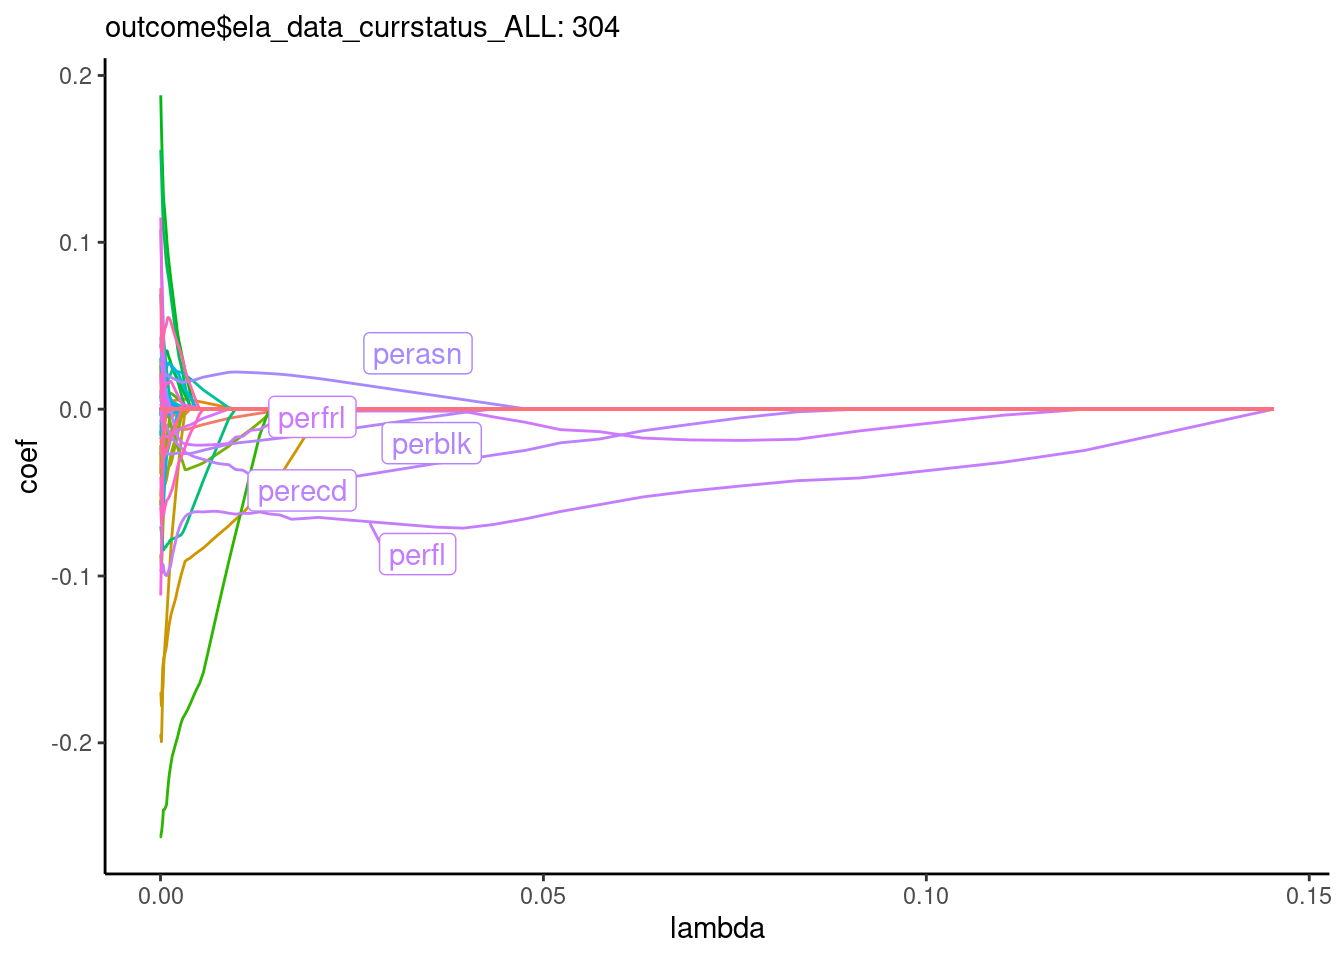 outcome$ela_data_currstatus_ALL: 304
0.2
0.1
0.0
-0.1
-0.2
coef
perasn
perfrl
perblk
perecd
perfl
0.00
0.05
0.10
0.15
lambda